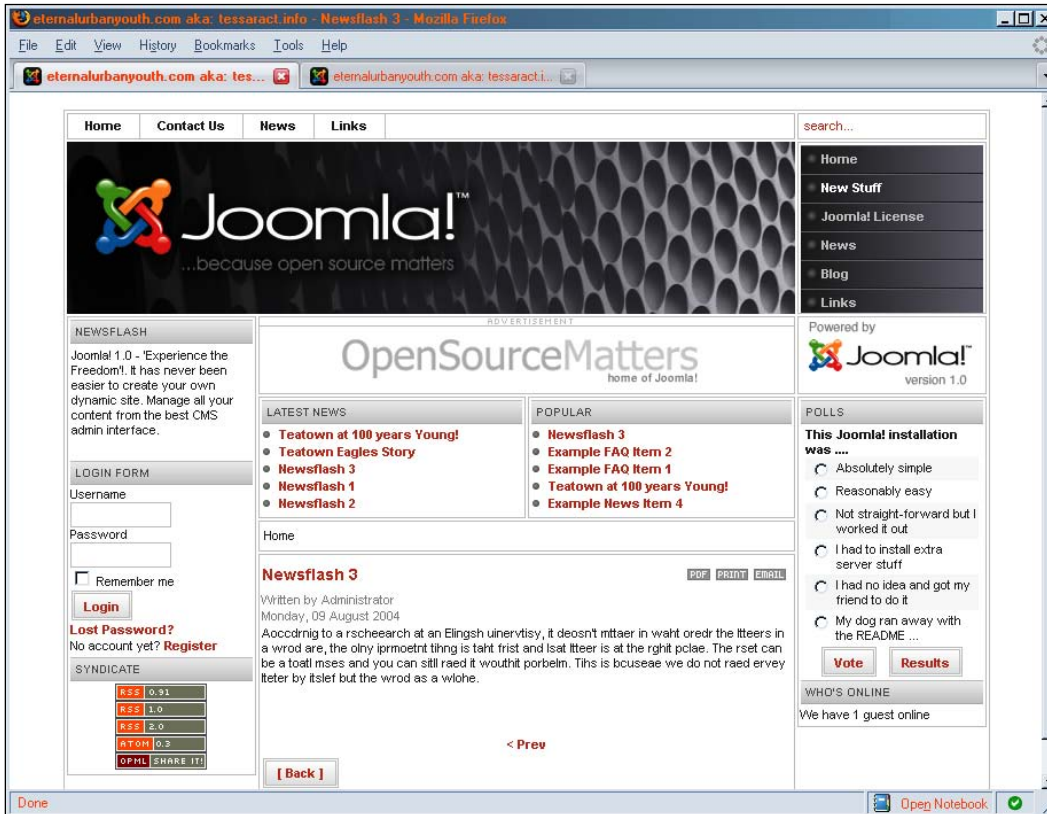 eternalurbanyouth.com aka: tessaract.info - Newsflash 3 - Mozilla Firefox
File Edit View History Bookmarks Tools Help
eternalurbanyouth.com aka: tes...
eternalurbanyouth.com aka: tessaract.i...
Home Contact Us News Links
search...
Joomla!™
...because open source matters
Home
New Stuff
Joomla! License
News
Blog
Links
NEWSFLASH
Joomla! 1.0 - 'Experience the
Freedom'!. It has never been
easier to create your own
dynamic site. Manage all your
content from the best CMS
admin interface.
LOGIN FORM
Username
Password
Remember me
Login
Lost Password?
No account yet? Register
SYNDICATE
RSS 0.91
RSS 1.0
RSS 2.0
ATOM 0.3
OPML SHARE IT!
ADVERTISEMENT
OpenSourceMatters
home of Joomla!
LATEST NEWS
Teatown at 100 years Young!
Teatown Eagles Story
Newsflash 3
Newsflash 1
Newsflash 2
POPULAR
Newsflash 3
Example FAQ Item 2
Example FAQ Item 1
Teatown at 100 years Young!
Example News Item 4
Home
Newsflash 3
PDF PRINT EMAIL
Written by Administrator
Monday, 09 August 2004
Aoccdrnig to a rscheearch at an Elingsh uinervtisy, it deosn't mttaer in waht oredr the ltteers in
a wrod are, the olny iprmoetnt tihng is taht frist and lsat ltteer is at the rghit pclae. The rset can
be a toatl mses and you can sitll raed it wouthit porbelm. Tihs is bcuseae we do not raed ervey
lteter by itslef but the wrod as a wlohe.
< Prev
[ Back ]
Powered by
Joomla!™
version 1.0
POLLS
This Joomla! installation
was ....
Absolutely simple
Reasonably easy
Not straight-forward but I
worked it out
I had to install extra
server stuff
I had no idea and got my
friend to do it
My dog ran away with
the README ...
Vote Results
WHO'S ONLINE
We have 1 guest online
Done
Open Notebook